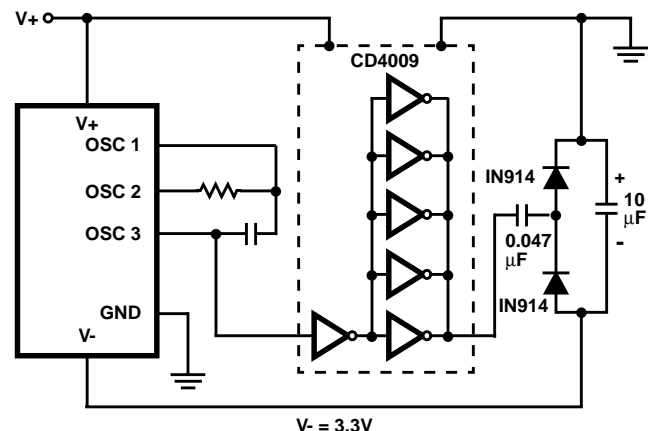 V+
CD4009
V+
OSC 1
OSC 2
OSC 3
GND
V-
IN914
0.047
µF
IN914
+
10
µF
-
V- = 3.3V